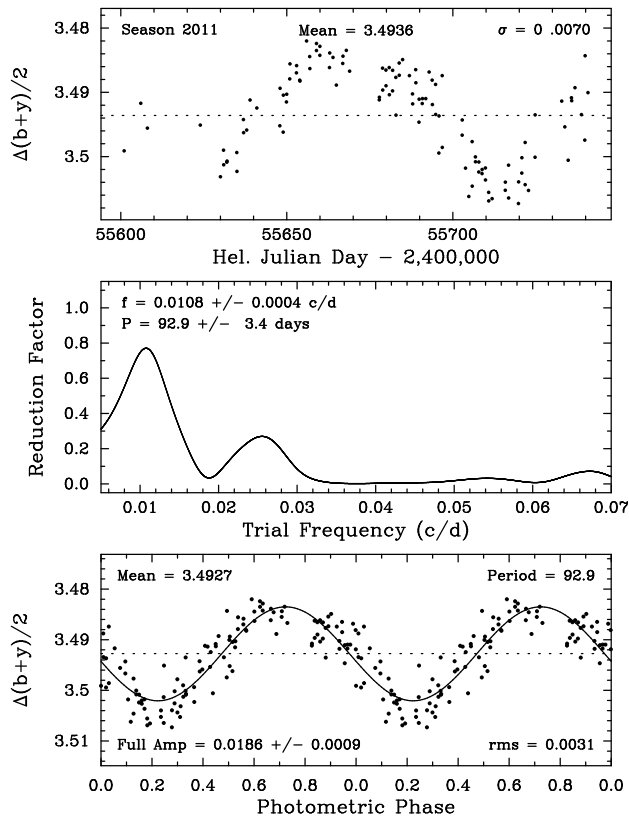 Season 2011 Mean = 3.4936 σ = 0 .0070
3.48
3.49
3.5
Δ(b+y)/2
55600 55650 55700
Hel. Julian Day − 2,400,000
f = 0.0108 +/− 0.0004 c/d
P = 92.9 +/− 3.4 days
1.0
0.8
0.6
0.4
0.2
0.0
Reduction Factor
0.01 0.02 0.03 0.04 0.05 0.06 0.07
Trial Frequency (c/d)
Mean = 3.4927 Period = 92.9
3.48
3.49
3.5
3.51
Δ(b+y)/2
Full Amp = 0.0186 +/− 0.0009 rms = 0.0031
0.0 0.2 0.4 0.6 0.8 0.0 0.2 0.4 0.6 0.8 0.0
Photometric Phase